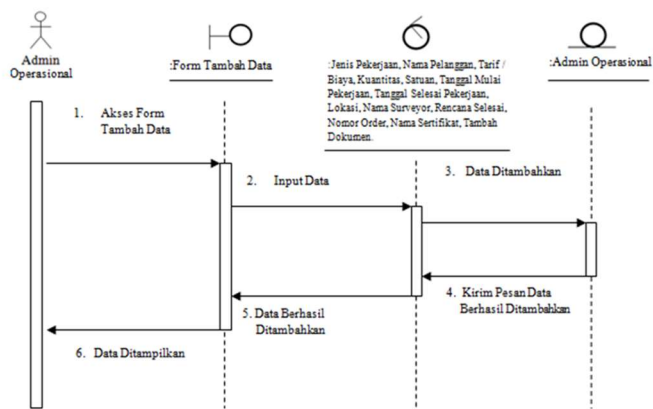 Admin
Operasional
:Form Tambah Data
:Jenis Pekerjaan, Nama Pelanggan, Tarif /
Biaya, Kuantitas, Satuan, Tanggal Mulai
Pekerjaan, Tanggal Selesai Pekerjaan,
Lokasi, Nama Surveyor, Rencana Selesai,
Nomor Order, Nama Sertifikat, Tambah
Dokumen.
:Admin Operasional
1. Akses Form
Tambah Data
2. Input Data
3. Data Ditambahkan
4. Kirim Pesan Data
Berhasil Ditambahkan
5. Data Berhasil
Ditambahkan
6. Data Ditampilkan